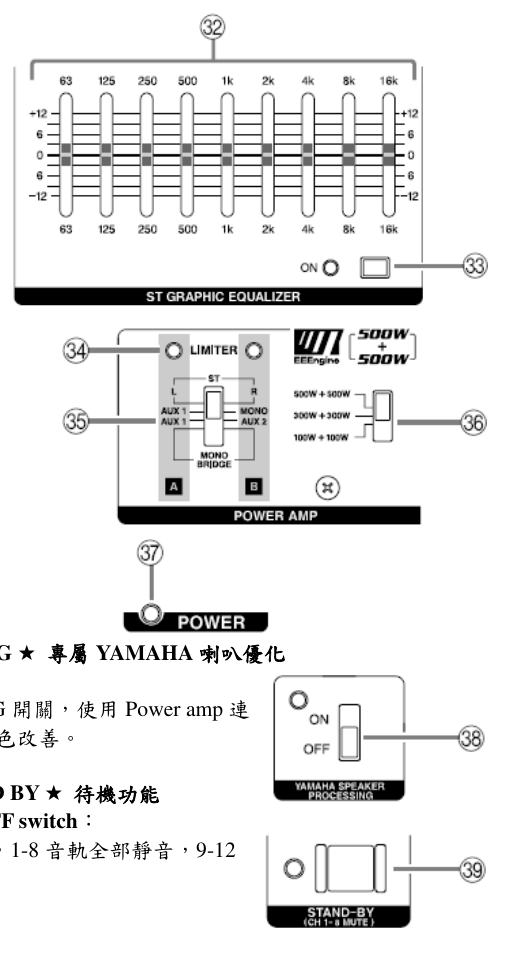 ㉜
63 125 250 500 1k 2k 4k 8k 16k
+12 +12
6 6
0 0
6 6
−12 −12
63 125 250 500 1k 2k 4k 8k 16k
ON ㉝
ST GRAPHIC EQUALIZER
㉞ LIMITER EEEngine 500W + 500W
ST
L R
㉟ AUX 1 MONO
AUX 1 AUX 2
MONO
BRIDGE
A B
500W + 500W
300W + 300W ㊱
100W + 100W
POWER AMP
㊲
POWER
G ★ 專屬 YAMAHA 喇叭優化
G 開關，使用 Power amp 連
色改善。
ON
OFF ㊳
YAMAHA SPEAKER
PROCESSING
D BY ★ 待機功能
FF switch：
，1-8 音軌全部靜音，9-12
㊴
STAND-BY
(CH 1-8 MUTE)